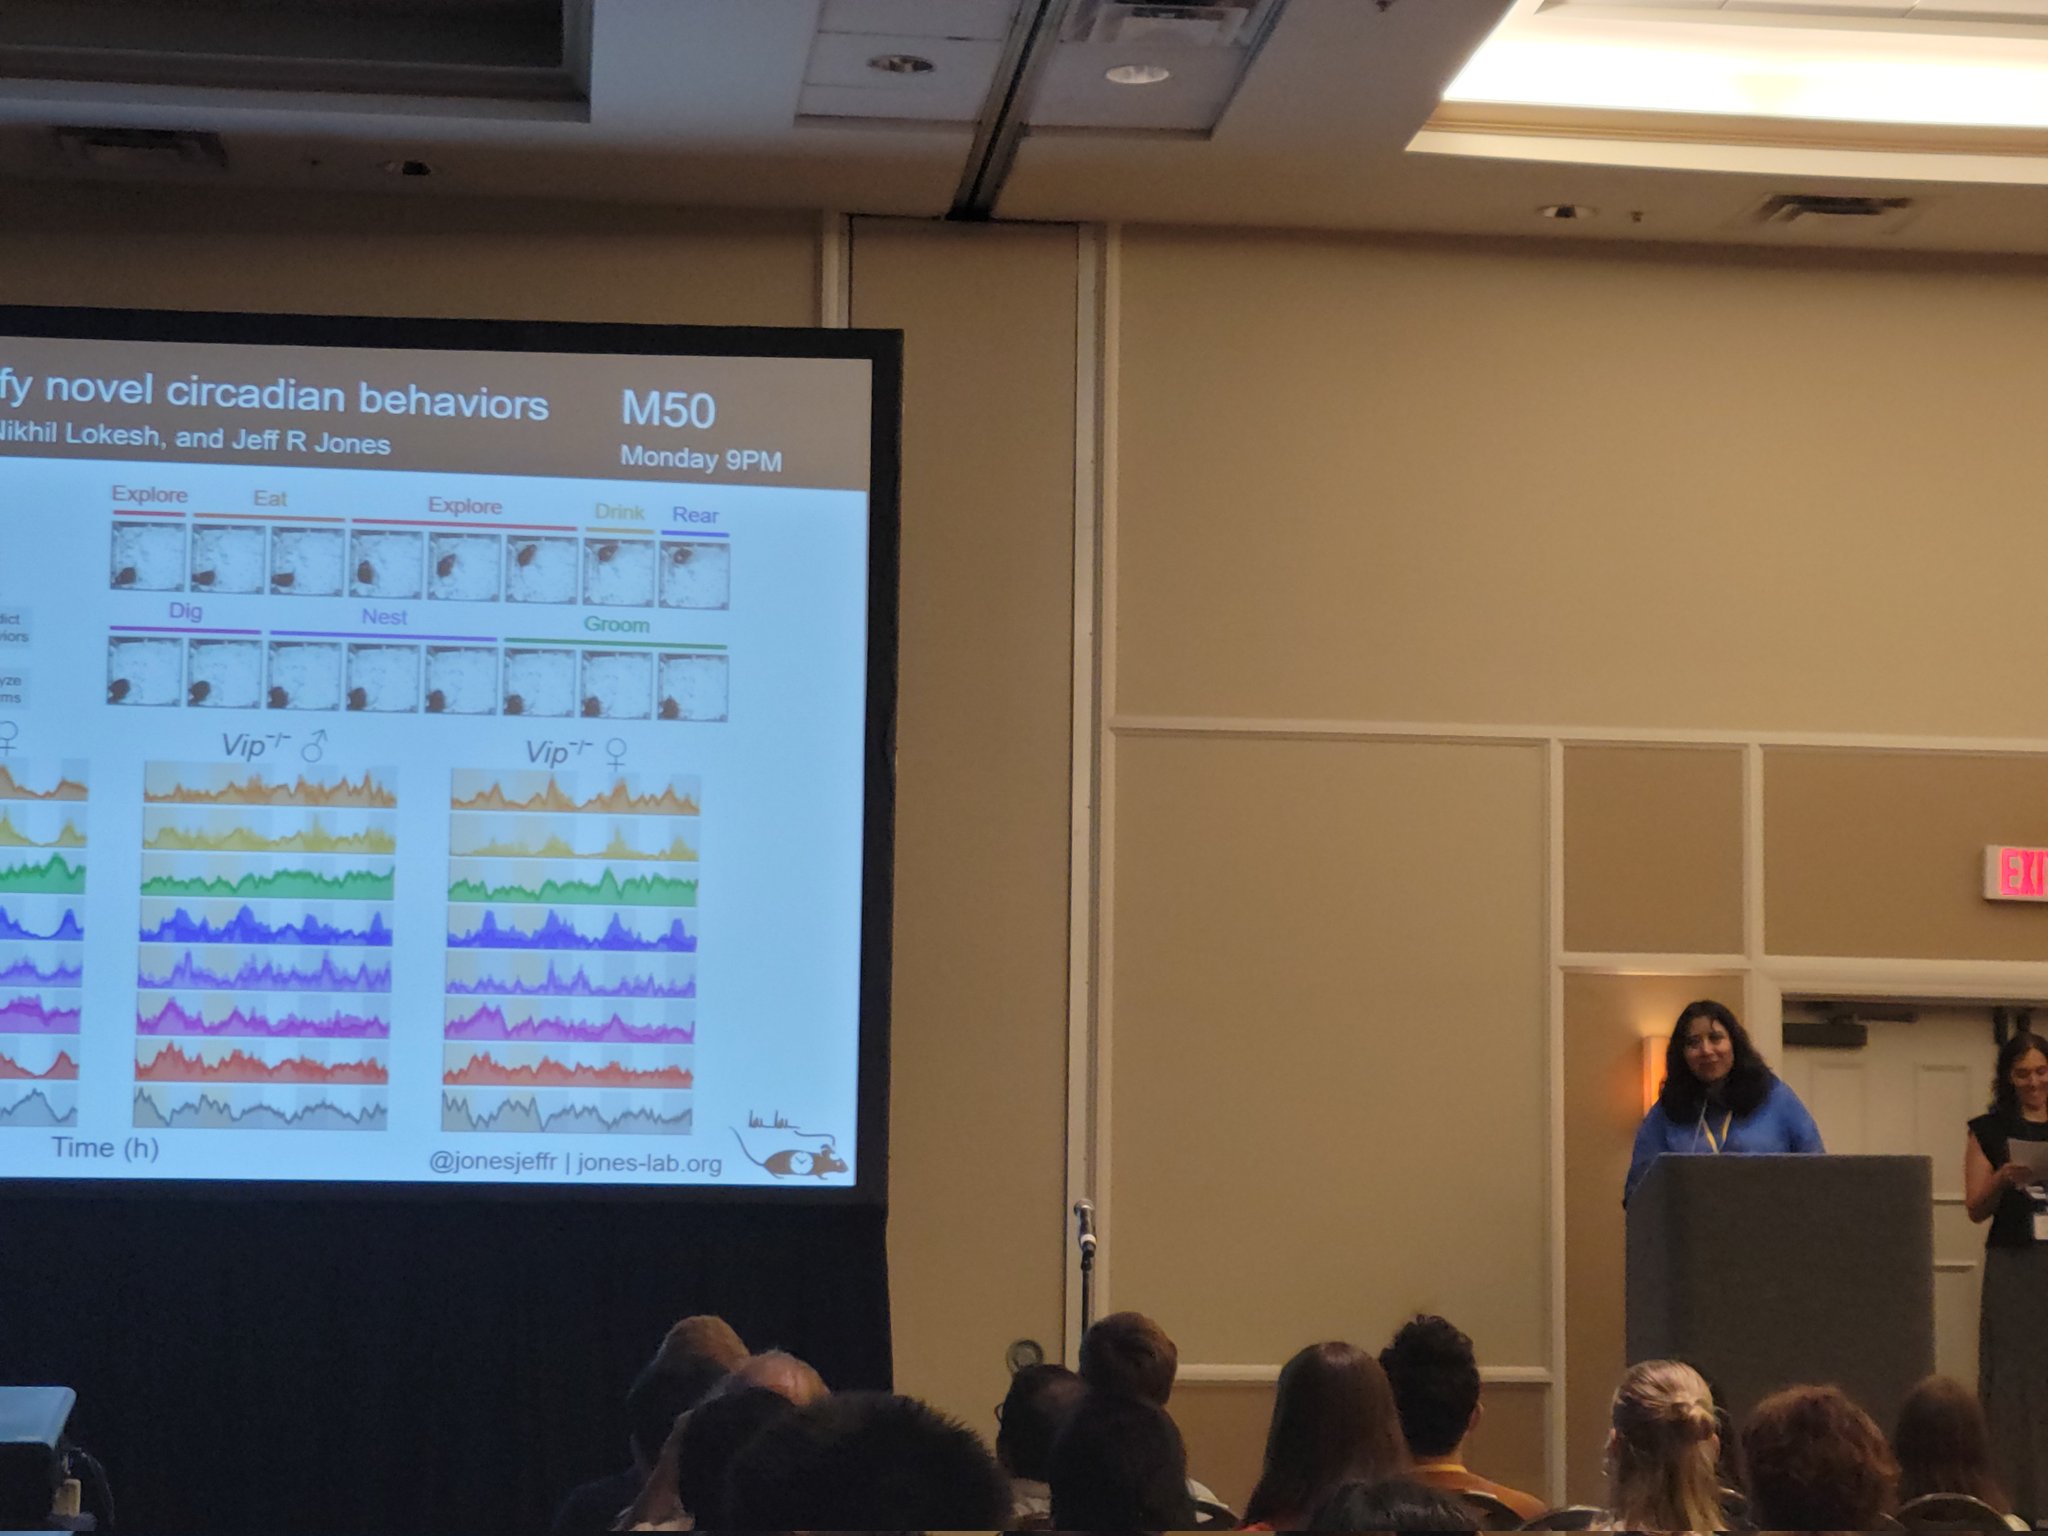 fy novel circadian behaviors
M50
Nikhil Lokesh, and Jeff R Jones
Monday 9PM
Explore Eat Explore Drink Rear
Dig Nest Groom
dict
viors
yze
ms
♀ Vip-/- ♂ Vip-/- ♀
Time (h)
@jonesjeffr | jones-lab.org
EXI